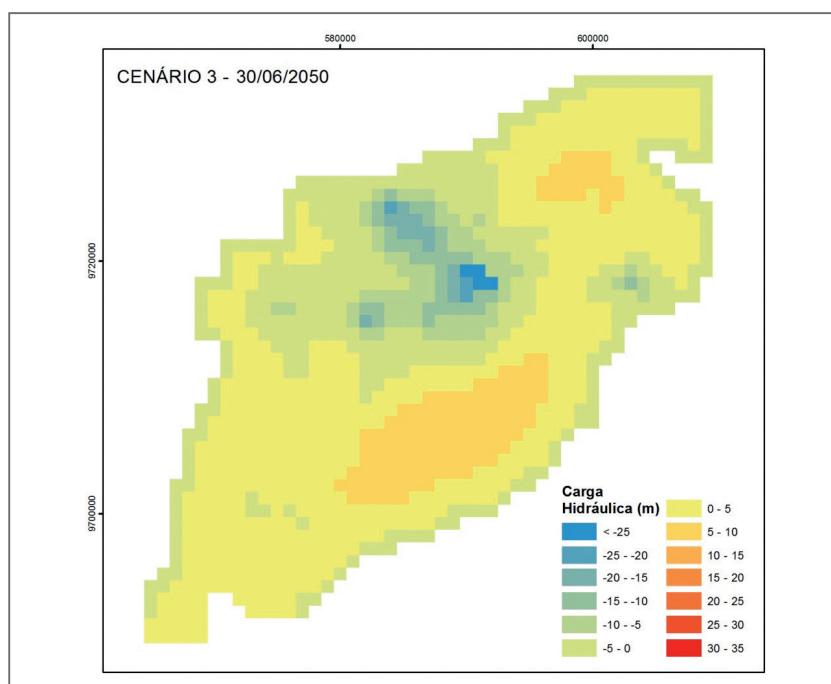 580000
600000
CENÁRIO 3 - 30/06/2050
9720000
9700000
Carga
Hidráulica (m)
< -25
-25 - -20
-20 - -15
-15 - -10
-10 - -5
-5 - 0
0 - 5
5 - 10
10 - 15
15 - 20
20 - 25
25 - 30
30 - 35